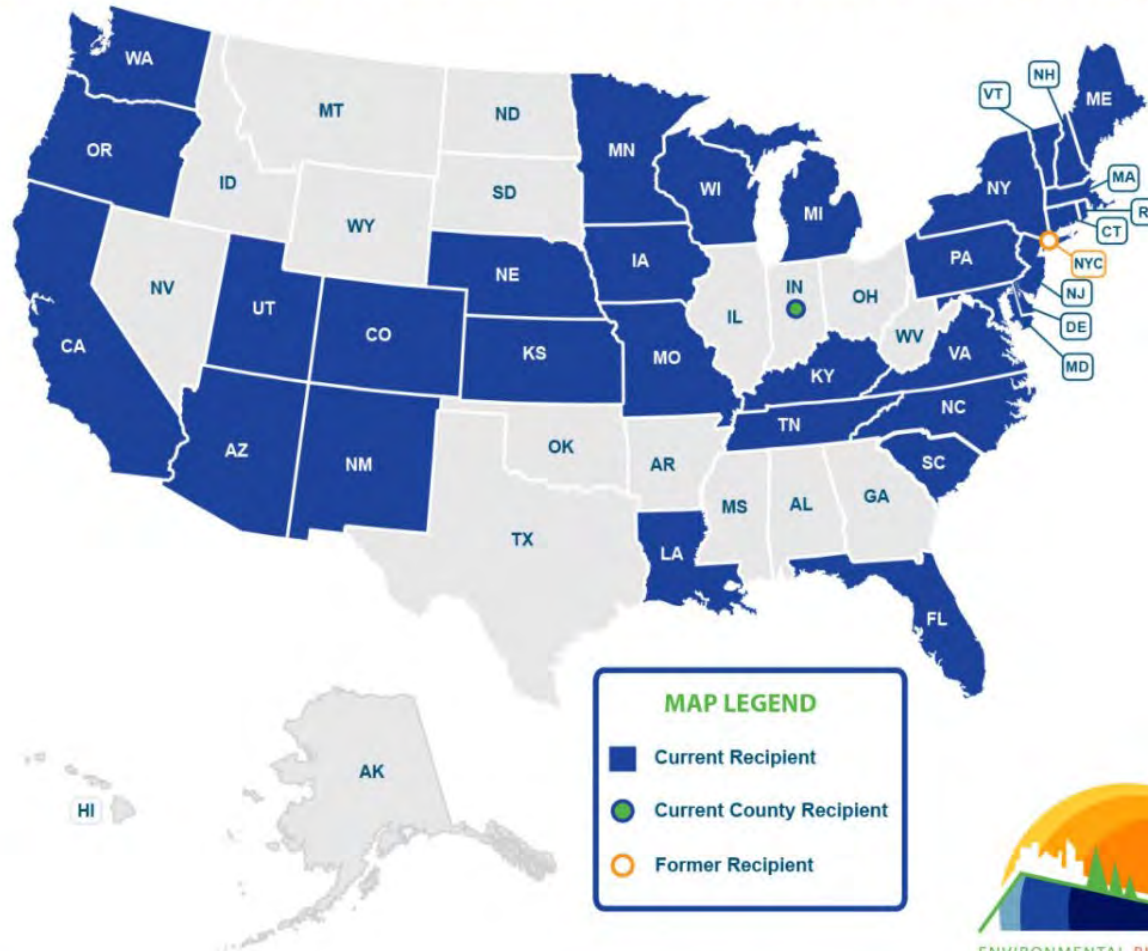 WA
MT
ND
MN
VT
NH
ME
OR
ID
SD
WI
MI
NY
MA
WY
R
CT
NV
NE
IA
PA
NYC
UT
CO
IL
IN
OH
NJ
CA
KS
MO
WV
VA
DE
KY
MD
AZ
NM
OK
AR
TN
NC
SC
TX
MS
AL
GA
LA
FL
AK
HI
MAP LEGEND
Current Recipient
Current County Recipient
Former Recipient
ENVIRONMENTAL